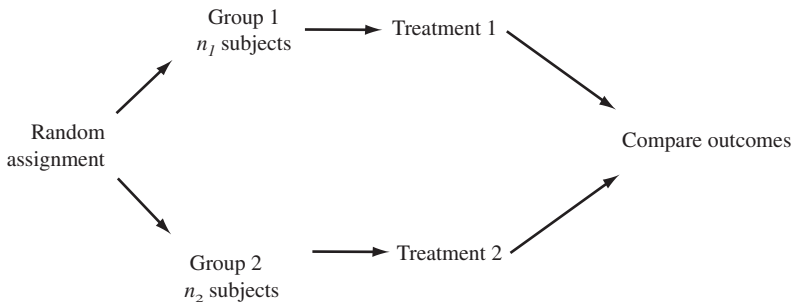 Group 1
n₁ subjects
Treatment 1
Random
assignment
Compare outcomes
Group 2
n₂ subjects
Treatment 2